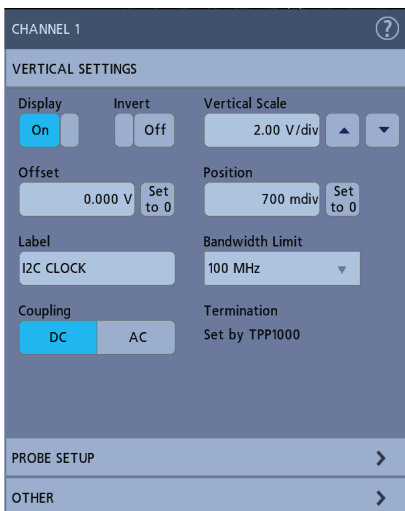 CHANNEL 1 ?
VERTICAL SETTINGS
Display Invert Vertical Scale
On Off 2.00 V/div
Offset Position
0.000 V Set to 0 700 mdiv Set to 0
Label Bandwidth Limit
I2C CLOCK 100 MHz
Coupling Termination
DC AC Set by TPP1000
PROBE SETUP
OTHER